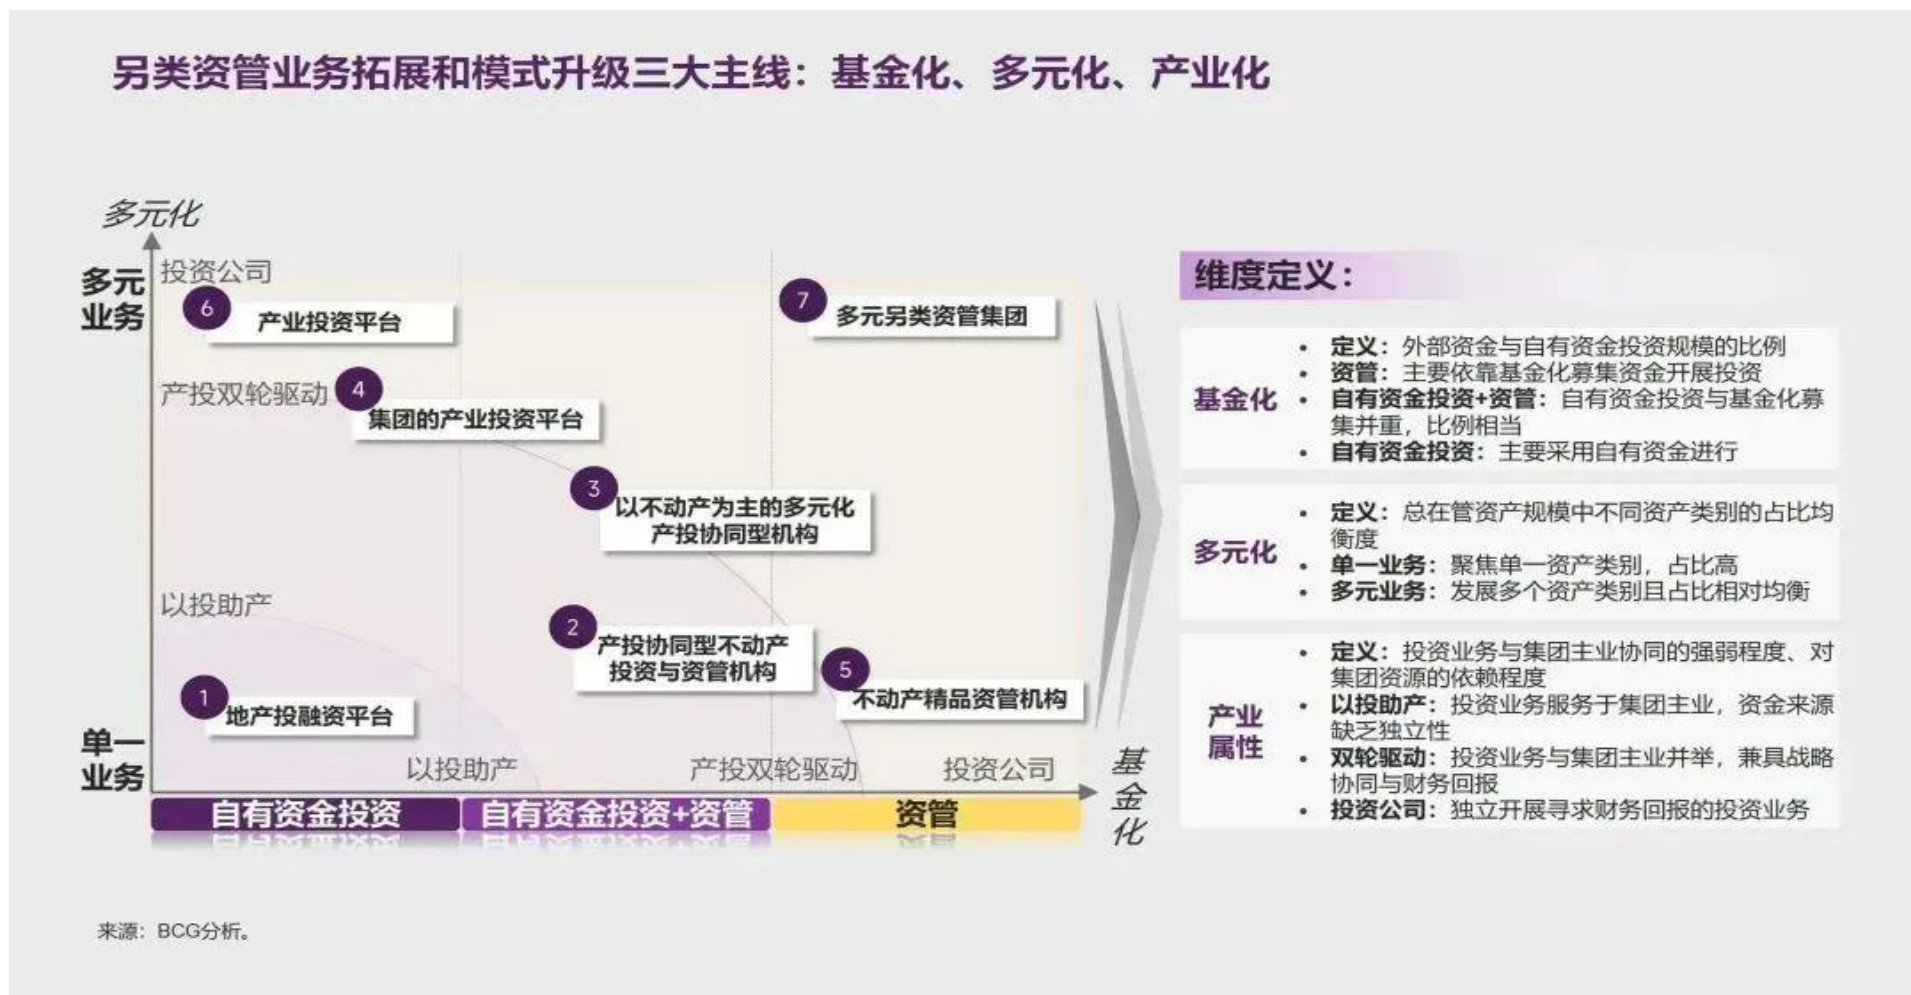 另类资管业务拓展和模式升级三大主线：基金化、多元化、产业化
多元化
多元
业务
投资公司
6
产业投资平台
7
多元另类资管集团
产投双轮驱动
4
集团的产业投资平台
3
以不动产为主的多元化
产投协同型机构
以投助产
2
产投协同型不动产
投资与资管机构
5
不动产精品资管机构
1
地产投融资平台
单一
业务
以投助产
产投双轮驱动
投资公司
基
金
化
自有资金投资
自有资金投资+资管
资管
维度定义：
基金化
• 定义：外部资金与自有资金投资规模的比例
• 资管：主要依靠基金化募集资金开展投资
• 自有资金投资+资管：自有资金投资与基金化募
集并重，比例相当
• 自有资金投资：主要采用自有资金进行
多元化
• 定义：总在管资产规模中不同资产类别的占比均
衡度
• 单一业务：聚焦单一资产类别，占比高
• 多元业务：发展多个资产类别且占比相对均衡
产业
属性
• 定义：投资业务与集团主业协同的强弱程度、对
集团资源的依赖程度
• 以投助产：投资业务服务于集团主业，资金来源
缺乏独立性
• 双轮驱动：投资业务与集团主业并举，兼具战略
协同与财务回报
• 投资公司：独立开展寻求财务回报的投资业务
来源：BCG分析。